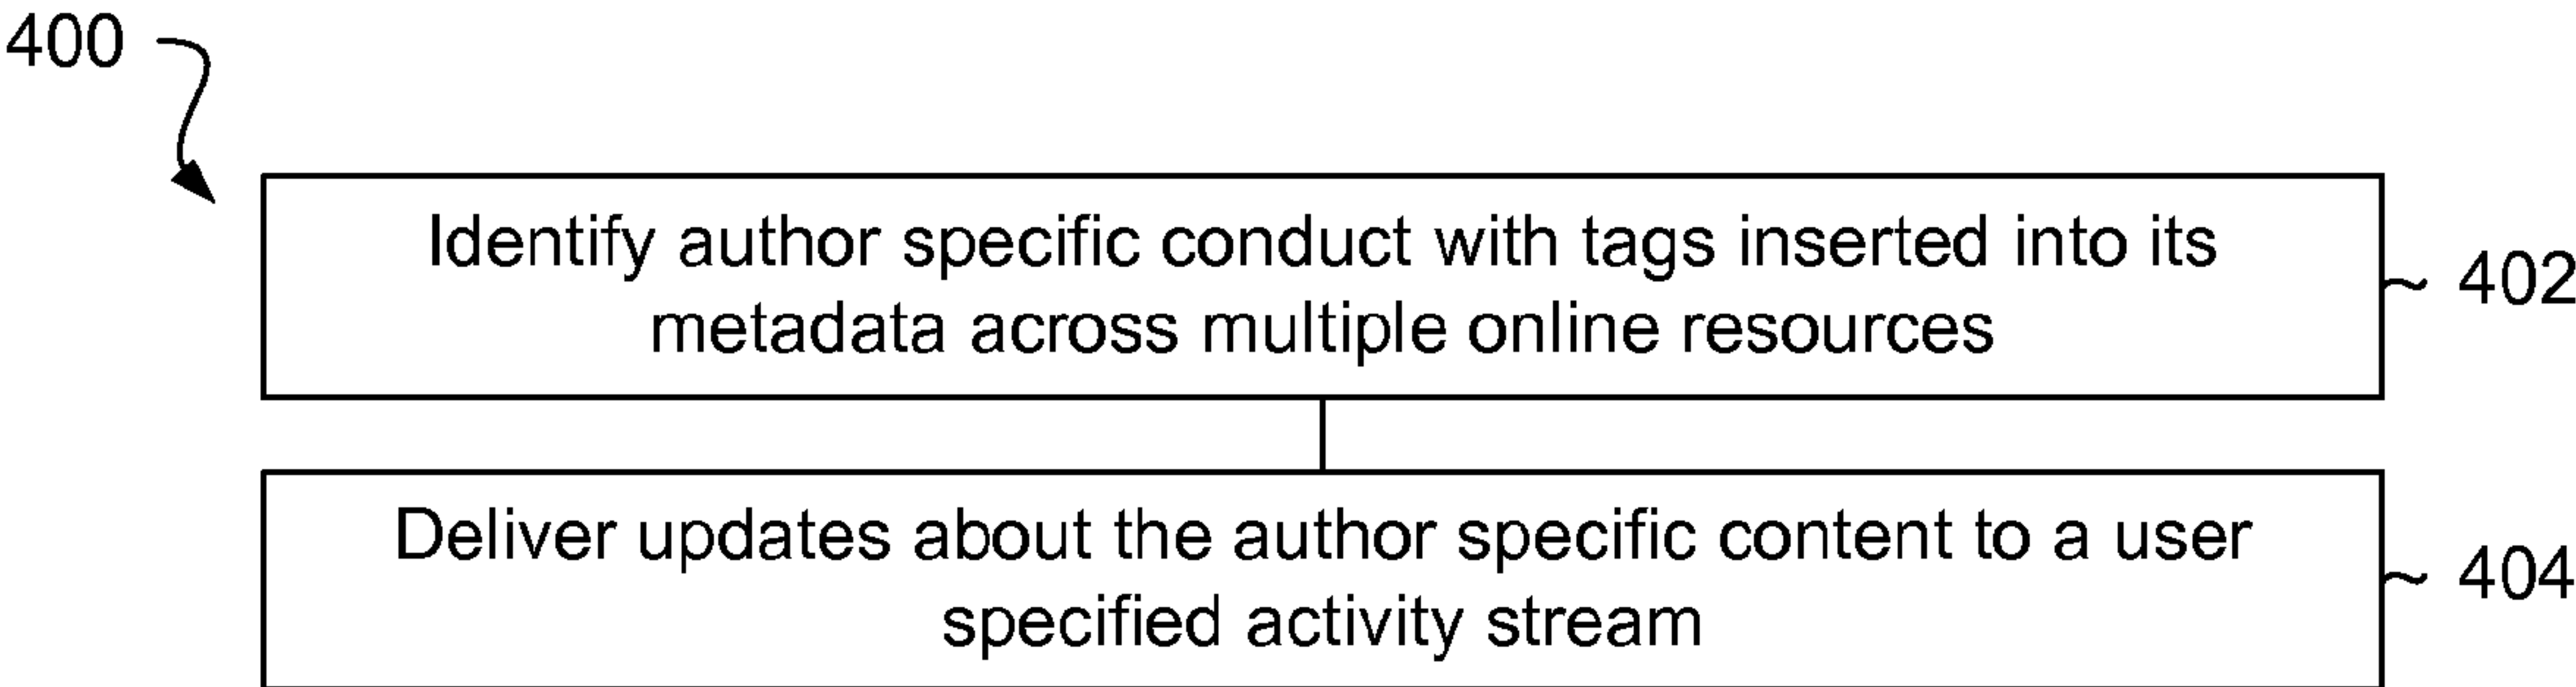 400
Identify author specific conduct with tags inserted into its
metadata across multiple online resources
402
Deliver updates about the author specific content to a user
specified activity stream
404